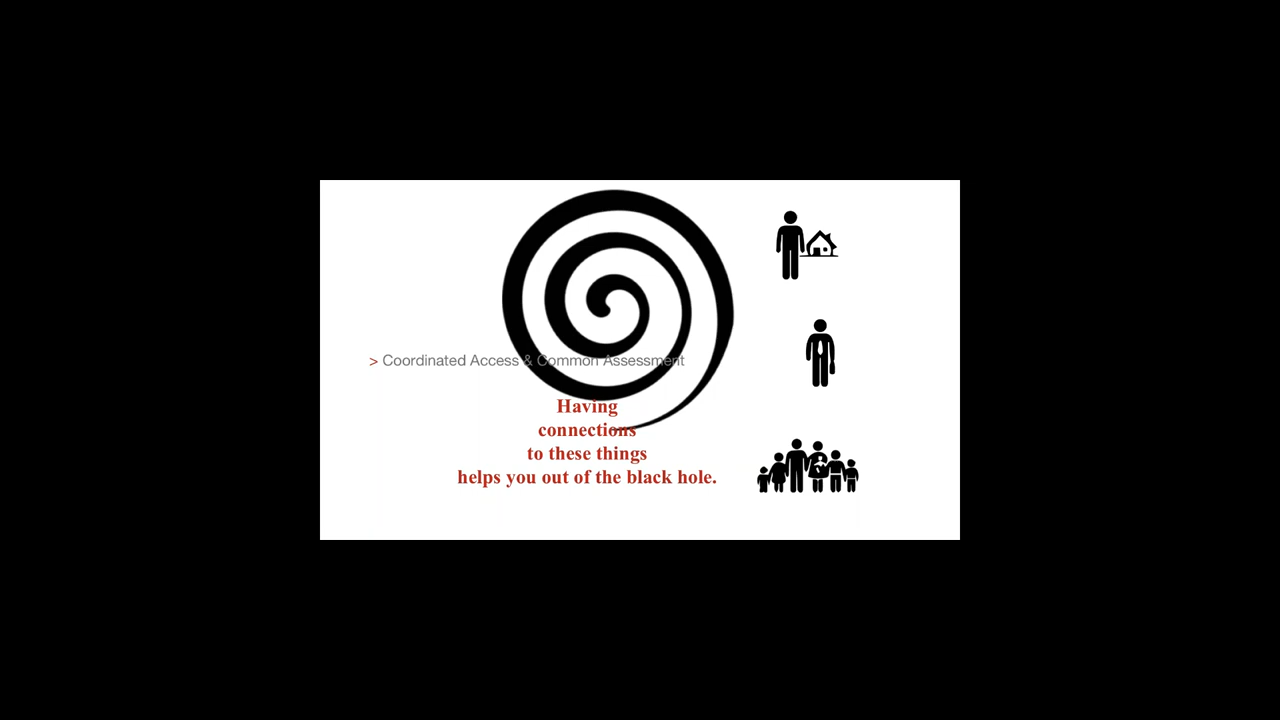 > Coordinated Access & Common Assessment
Having
connections
to these things
helps you out of the black hole.